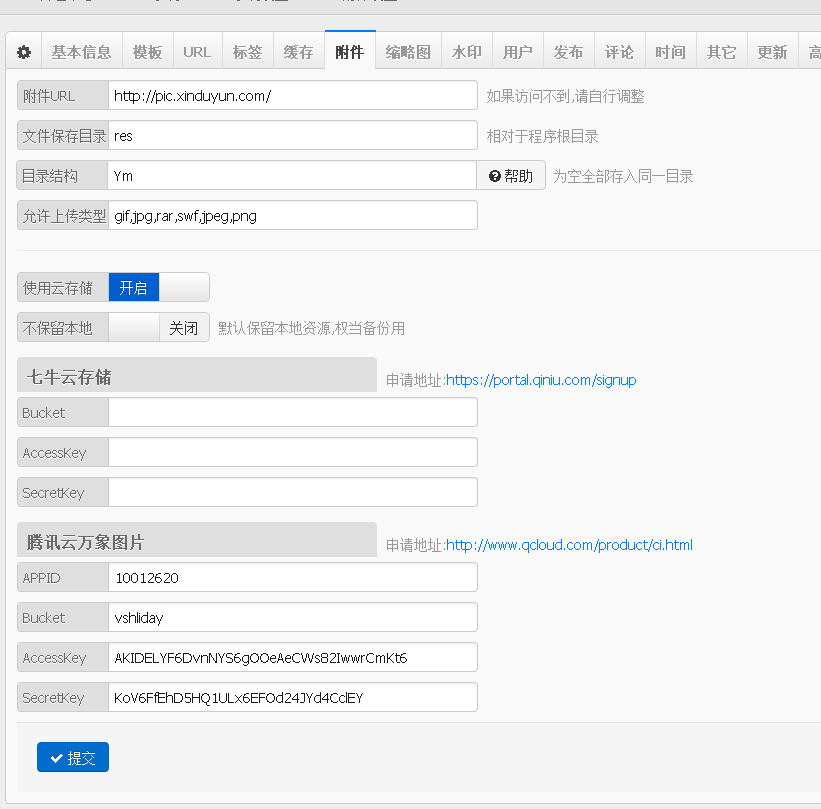 基本信息 模板 URL 标签 缓存 附件 缩略图 水印 用户 发布 评论 时间 其它 更新 高
附件URL http://pic.xinduyun.com/ 如果访问不到,请自行调整
文件保存目录 res 相对于程序根目录
目录结构 Ym 帮助 为空全部存入同一目录
允许上传类型 gif,jpg,rar,swf,jpeg,png
使用云存储 开启
不保留本地 关闭 默认保留本地资源,权当备份用
七牛云存储 申请地址:https://portal.qiniu.com/signup
Bucket
AccessKey
SecretKey
腾讯云万象图片 申请地址:http://www.qcloud.com/product/ci.html
APPID 10012620
Bucket vshliday
AccessKey AKIDELYF6DvnNYS6gOOeAeCWs82IwwrCmKt6
SecretKey KoV6FfEhD5HQ1ULx6EFOd24JYd4CclEY
提交